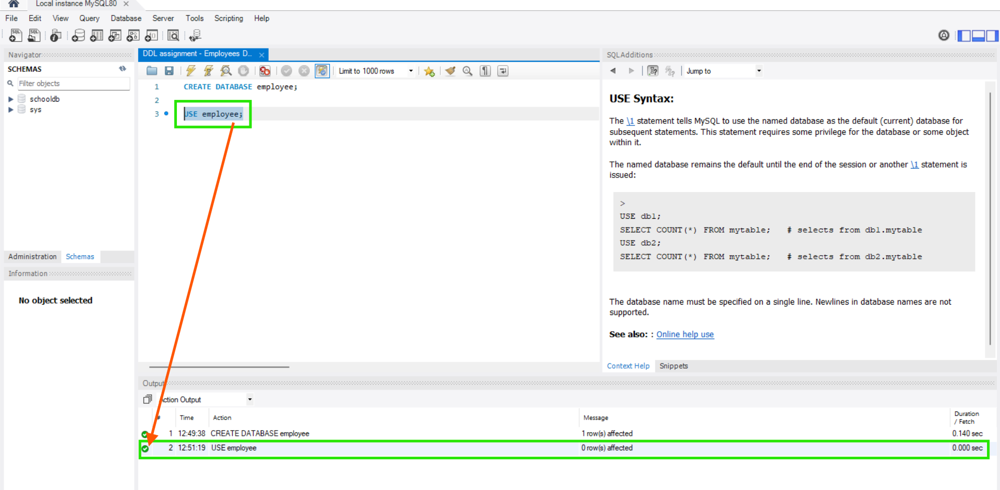 Local instance MySQL80 ×
File Edit View Query Database Server Tools Scripting Help
Navigator
SCHEMAS
Filter objects
schooldb
sys
Administration Schemas
Information
No object selected
DDL assignment - Employees D... ×
Limit to 1000 rows
1 CREATE DATABASE employee;
2
3 USE employee;
SQLAdditions
Jump to
USE Syntax:
The \1 statement tells MySQL to use the named database as the default (current) database for
subsequent statements. This statement requires some privilege for the database or some object
within it.
The named database remains the default until the end of the session or another \1 statement is
issued:
>
USE db1;
SELECT COUNT(*) FROM mytable;   # selects from db1.mytable
USE db2;
SELECT COUNT(*) FROM mytable;   # selects from db2.mytable
The database name must be specified on a single line. Newlines in database names are not
supported.
See also: : Online help use
Context Help Snippets
Output
Action Output
# Time Action Message Duration / Fetch
1 12:49:38 CREATE DATABASE employee 1 row(s) affected 0.140 sec
2 12:51:19 USE employee 0 row(s) affected 0.000 sec